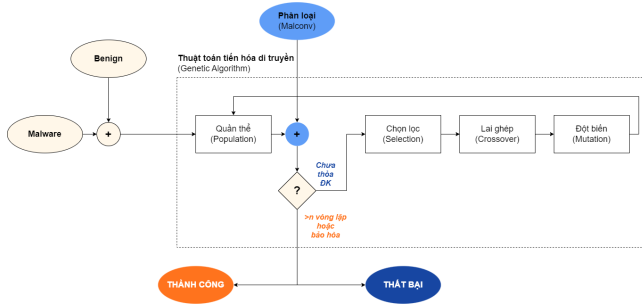 Phân loại
(Malconv)
Thuật toán tiến hóa di truyền
(Genetic Algorithm)
Benign
Malware
+
Quần thể
(Population)
+
Chọn lọc
(Selection)
Lai ghép
(Crossover)
Đột biến
(Mutation)
Chưa
thỏa
ĐK
?
>n vòng lặp
hoặc
bảo hòa
THÀNH CÔNG
THẤT BẠI